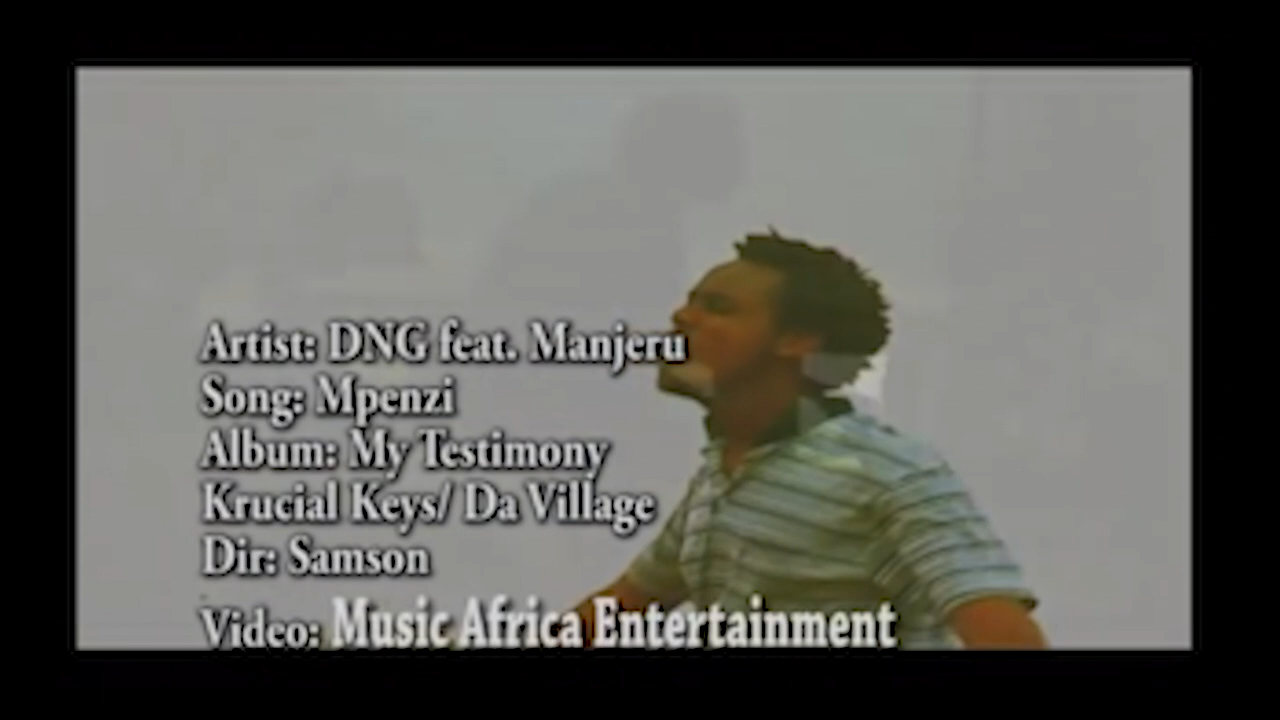 Artist: DNG feat. Manjeru
Song: Mpenzi
Album: My Testimony
Krucial Keys/ Da Village
Dir: Samson
Video: Music Africa Entertainment